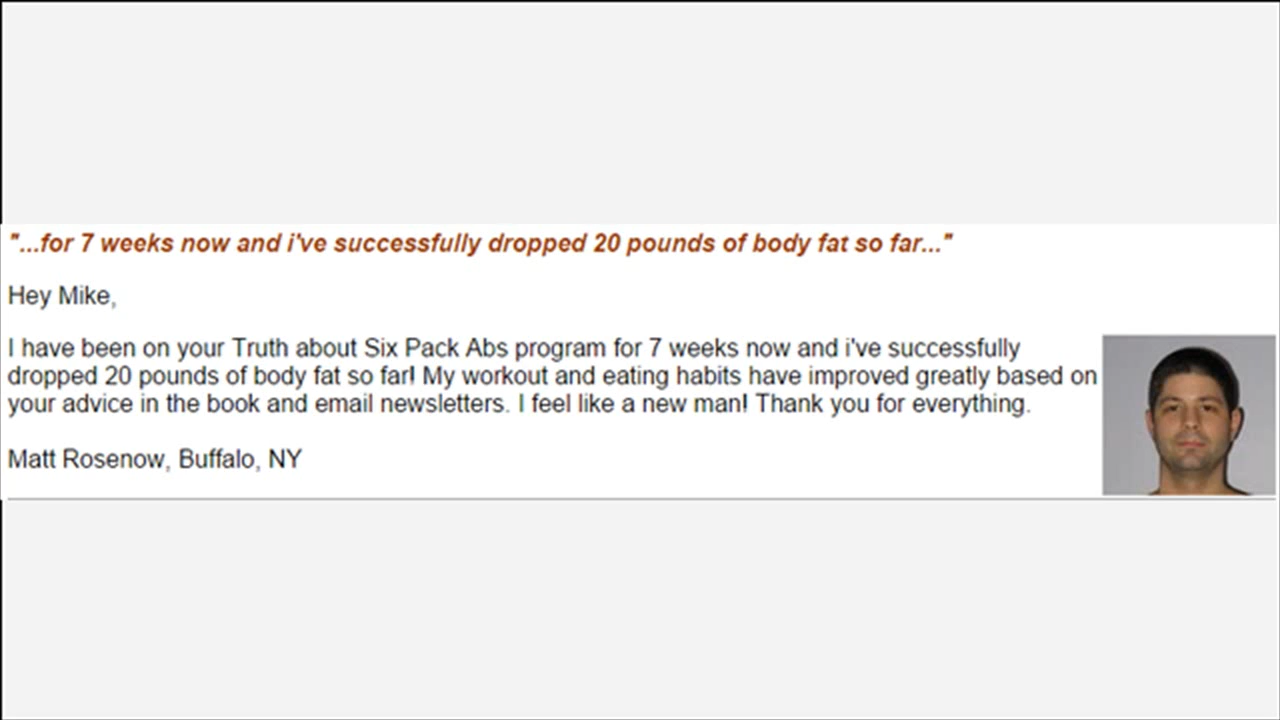 "...for 7 weeks now and i've successfully dropped 20 pounds of body fat so far..."
Hey Mike,
I have been on your Truth about Six Pack Abs program for 7 weeks now and i've successfully
dropped 20 pounds of body fat so far! My workout and eating habits have improved greatly based on
your advice in the book and email newsletters. I feel like a new man! Thank you for everything.
Matt Rosenow, Buffalo, NY